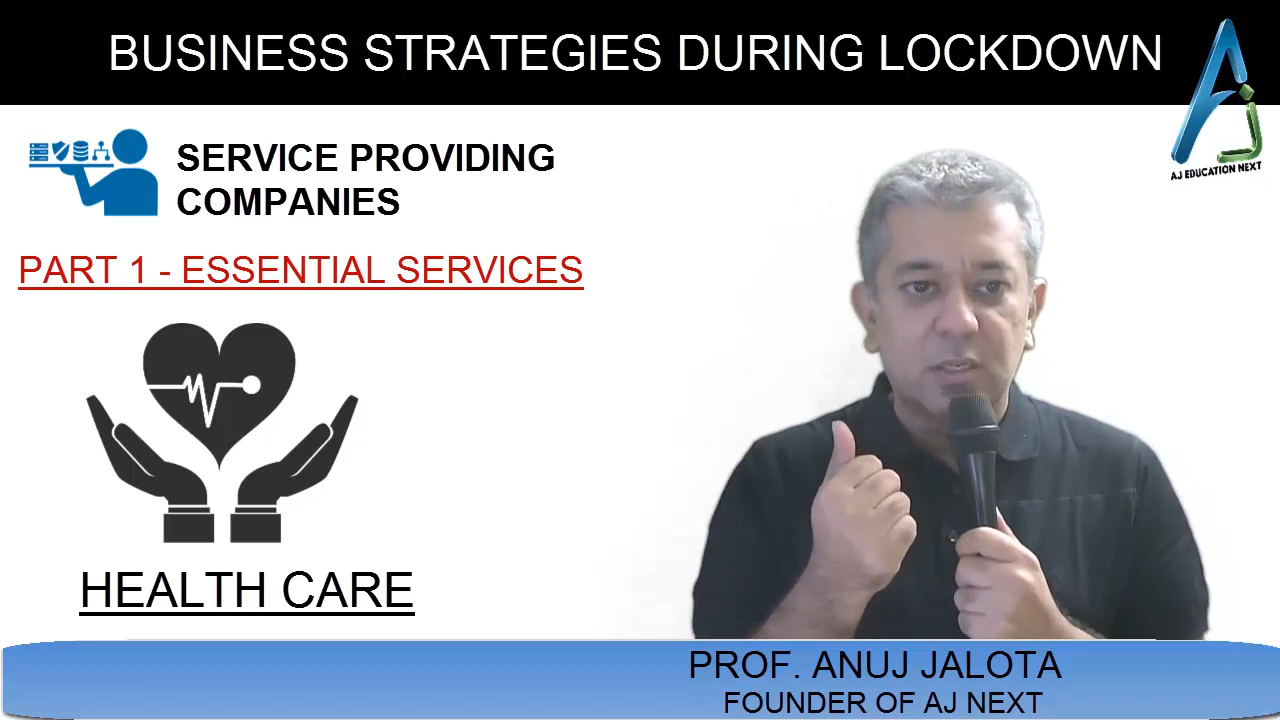 BUSINESS STRATEGIES DURING LOCKDOWN
AJ EDUCATION NEXT
SERVICE PROVIDING
COMPANIES
PART 1 - ESSENTIAL SERVICES
HEALTH CARE
PROF. ANUJ JALOTA
FOUNDER OF AJ NEXT